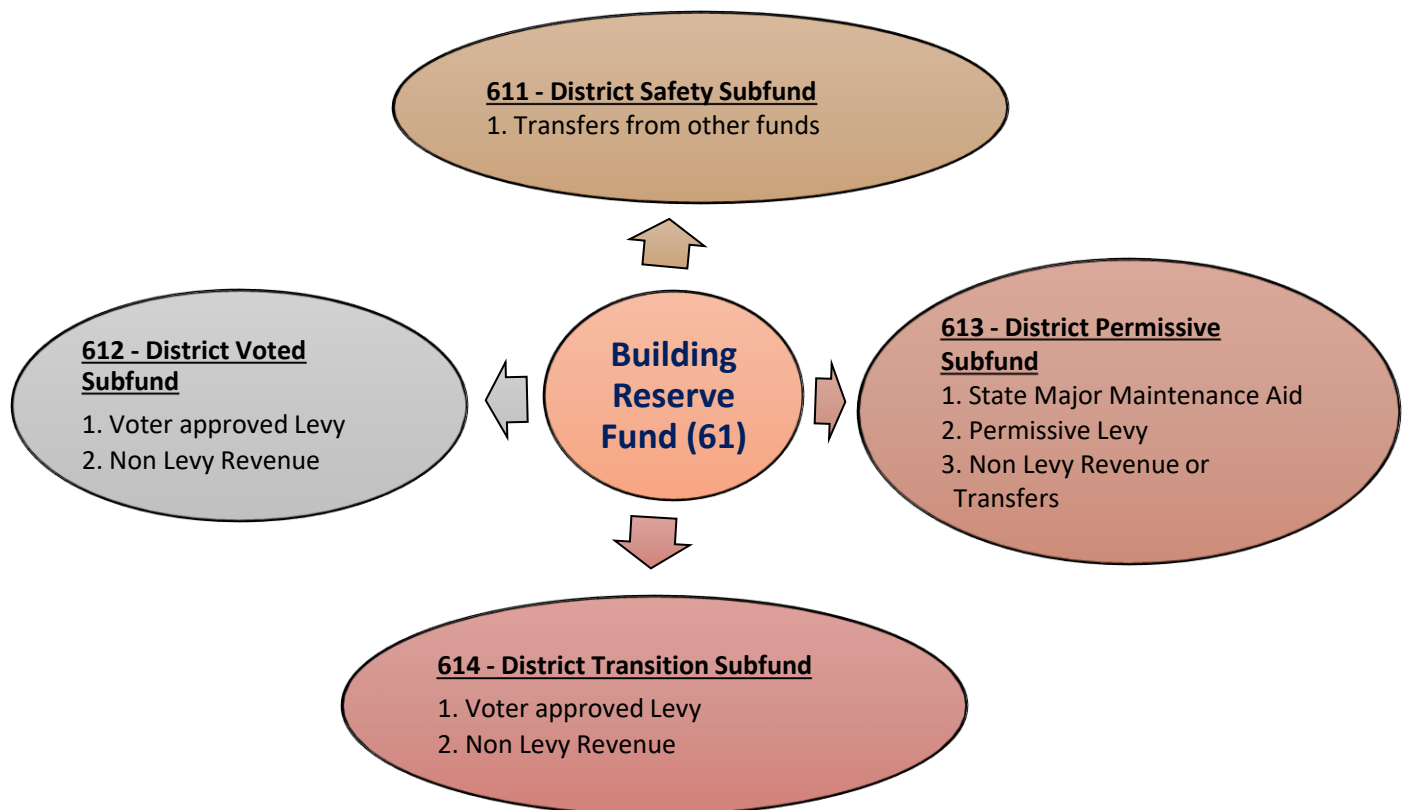 611 - District Safety Subfund
1. Transfers from other funds
612 - District Voted
Subfund
1. Voter approved Levy
2. Non Levy Revenue
Building
Reserve
Fund (61)
613 - District Permissive
Subfund
1. State Major Maintenance Aid
2. Permissive Levy
3. Non Levy Revenue or
Transfers
614 - District Transition Subfund
1. Voter approved Levy
2. Non Levy Revenue